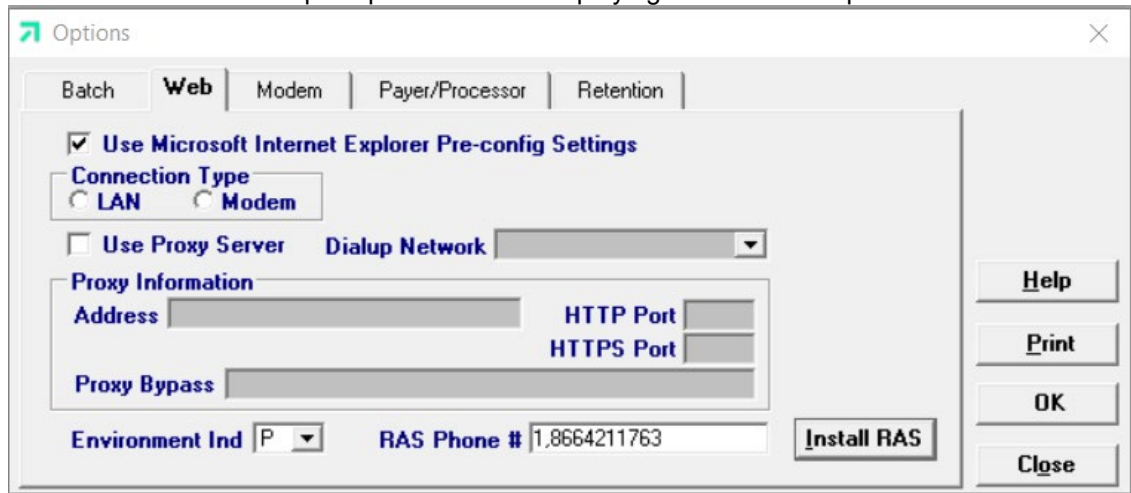 Options
Batch Web Modem Payer/Processor Retention
Use Microsoft Internet Explorer Pre-config Settings
Connection Type
LAN Modem
Use Proxy Server Dialup Network
Proxy Information
Address HTTP Port
HTTPS Port
Proxy Bypass
Environment Ind P RAS Phone # 1,8664211763 Install RAS
Help
Print
OK
Close